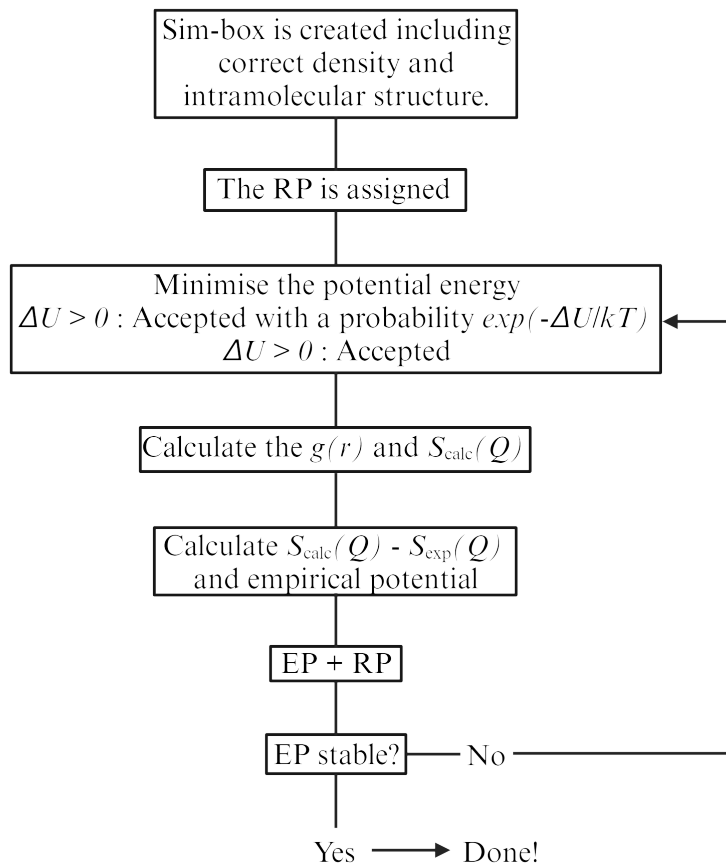 Sim-box is created including
correct density and
intramolecular structure.
The RP is assigned
Minimise the potential energy
ΔU > 0 : Accepted with a probability exp(-ΔU/kT)
ΔU > 0 : Accepted
Calculate the g(r) and Scalc(Q)
Calculate Scalc(Q) - Sexp(Q)
and empirical potential
EP + RP
EP stable?
No
Yes
Done!